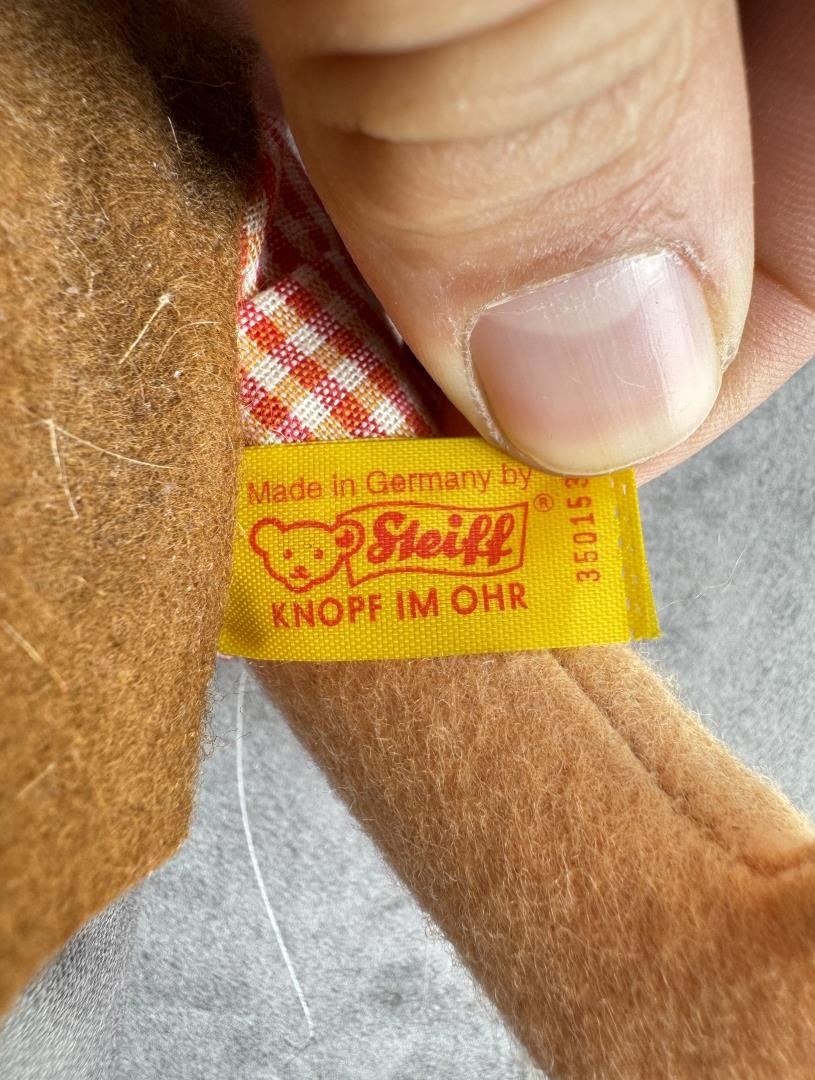 Made in Germany by
Steiff®
KNOPF IM OHR
350153